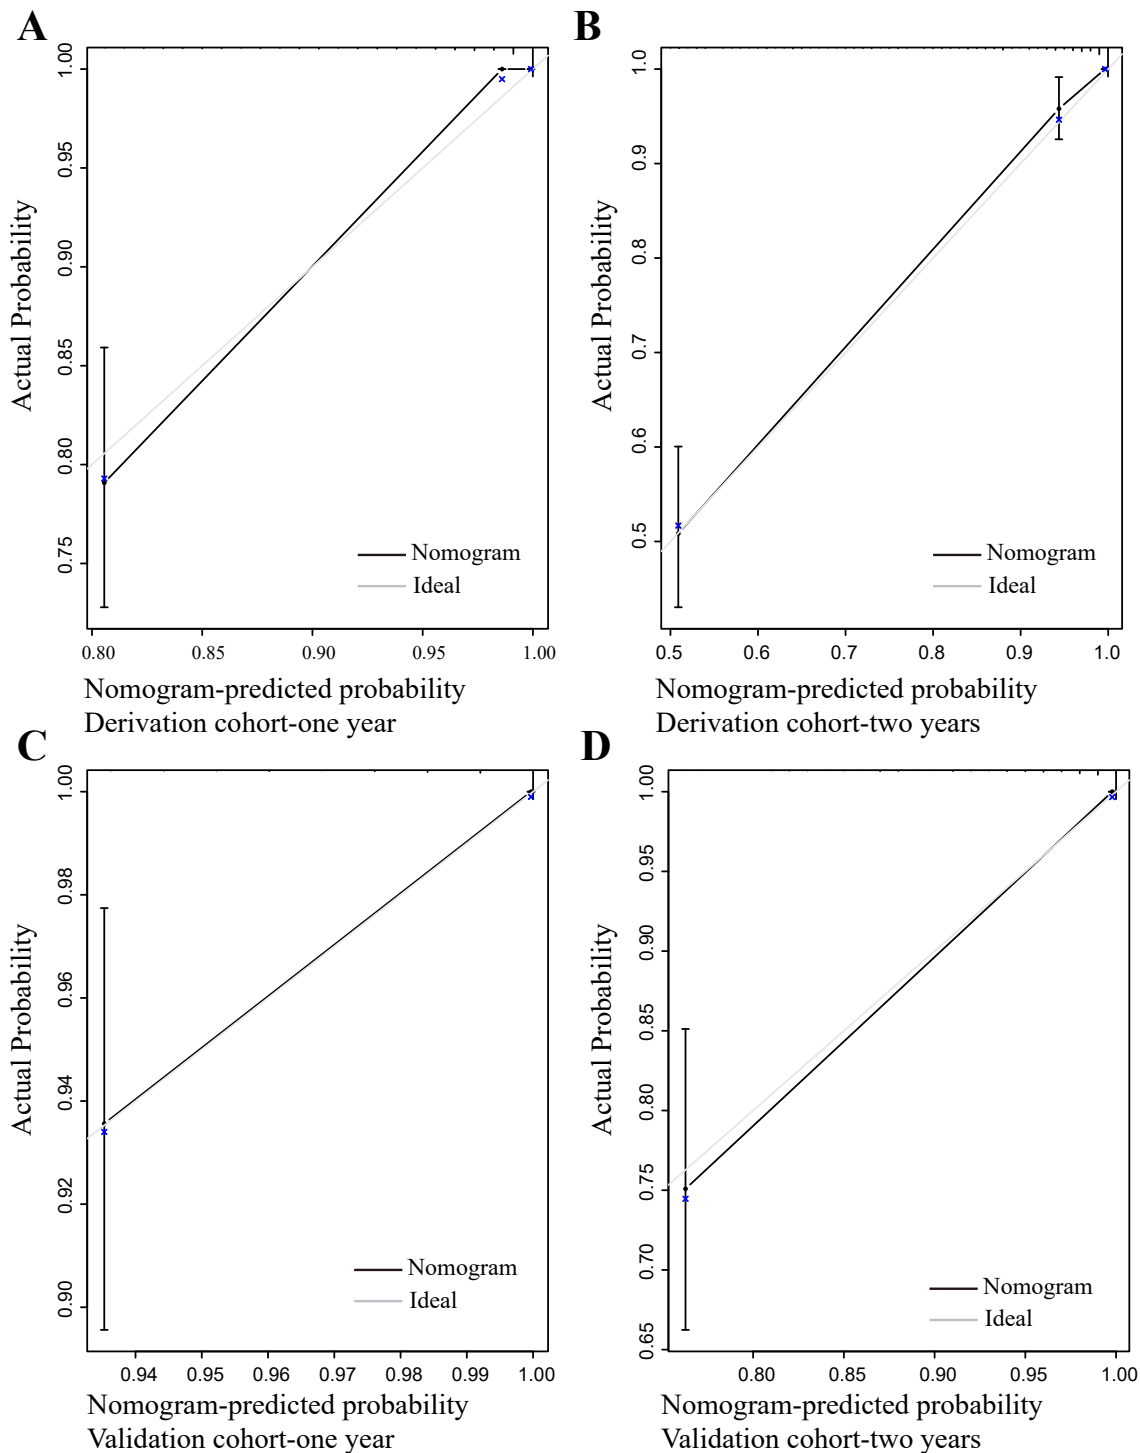 A
Actual Probability
1.00
0.95
0.90
0.85
0.80
0.75
Nomogram
Ideal
0.80 0.85 0.90 0.95 1.00
Nomogram-predicted probability
Derivation cohort-one year
B
Actual Probability
1.0
0.9
0.8
0.7
0.6
0.5
Nomogram
Ideal
0.5 0.6 0.7 0.8 0.9 1.0
Nomogram-predicted probability
Derivation cohort-two years
C
Actual Probability
1.00
0.98
0.96
0.94
0.92
0.90
Nomogram
Ideal
0.94 0.95 0.96 0.97 0.98 0.99 1.00
Nomogram-predicted probability
Validation cohort-one year
D
Actual Probability
1.00
0.95
0.90
0.85
0.80
0.75
0.70
0.65
Nomogram
Ideal
0.80 0.85 0.90 0.95 1.00
Nomogram-predicted probability
Validation cohort-two years